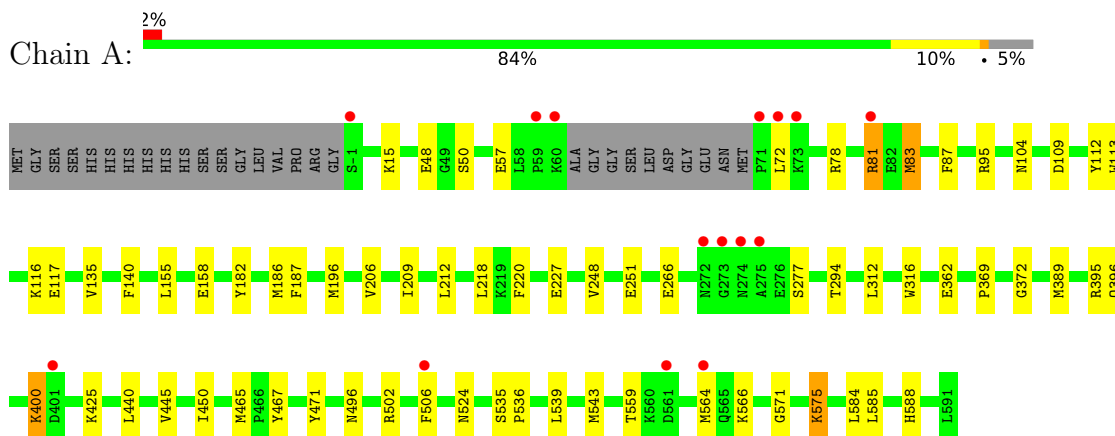 2%
Chain A:
84% 10% • 5%
MET GLY SER SER HIS HIS HIS HIS HIS HIS SER SER GLY LEU VAL PRO ARG GLY S-1 K15 E48 G49 S50 E57 L58 P59 K60 ALA GLY GLY SER LEU ASP GLY GLU ASN MET P71 L72 K73 R78 R81 E82 M83 F87 R95 N104 D109 Y112 W113
K116 E117 V135 F140 L155 E158 Y182 M186 F187 M196 V206 I209 L212 L218 K219 F220 E227 V248 E251 E266 N272 G273 N274 A275 E276 S277 T294 L312 W316 E362 P369 G372 M389 R395 Q396
K400 D401 K425 L440 V445 I450 M465 P466 Y467 Y471 N496 R502 F506 N524 S535 P536 L539 M543 T559 K560 D561 M564 Q565 K566 G571 K575 L584 L585 H588 L591